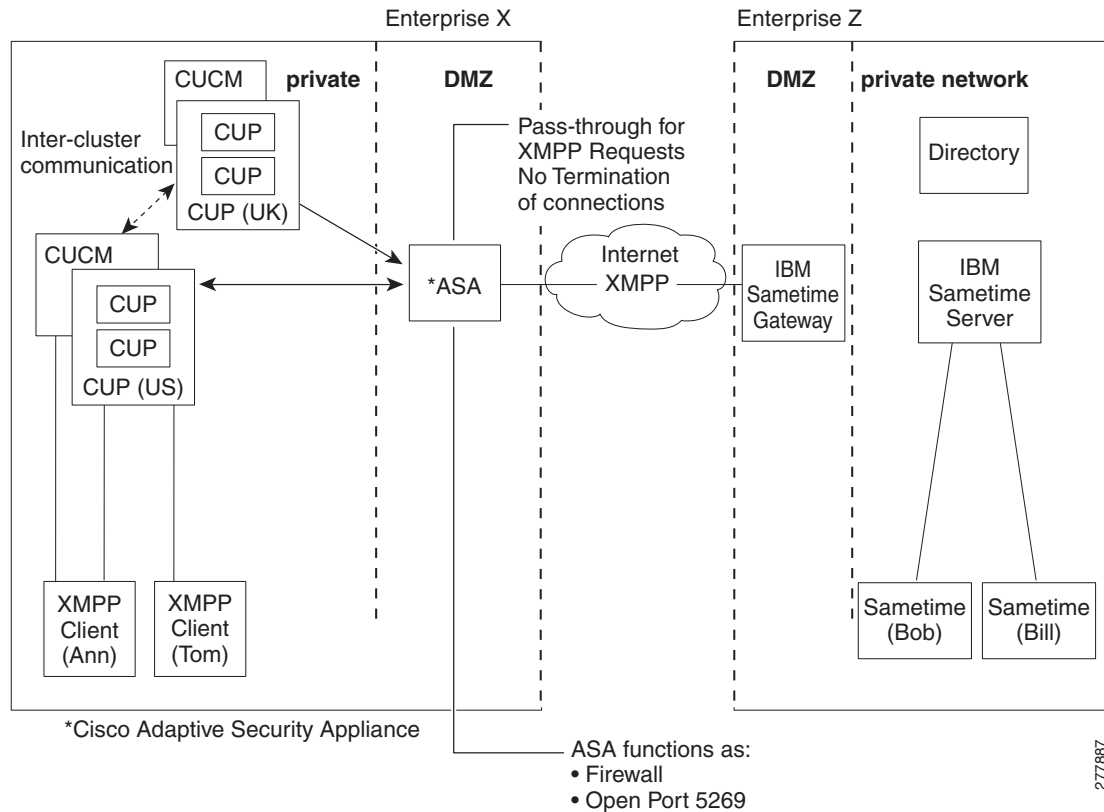 Enterprise X
Enterprise Z
CUCM
private
DMZ
DMZ
private network
CUP
CUP
CUP (UK)
Inter-cluster
communication
Pass-through for
XMPP Requests
No Termination
of connections
Directory
CUCM
CUP
CUP
CUP (US)
*ASA
Internet
XMPP
IBM
Sametime
Gateway
IBM
Sametime
Server
XMPP
Client
(Ann)
XMPP
Client
(Tom)
Sametime
(Bob)
Sametime
(Bill)
*Cisco Adaptive Security Appliance
ASA functions as:
• Firewall
• Open Port 5269
277887